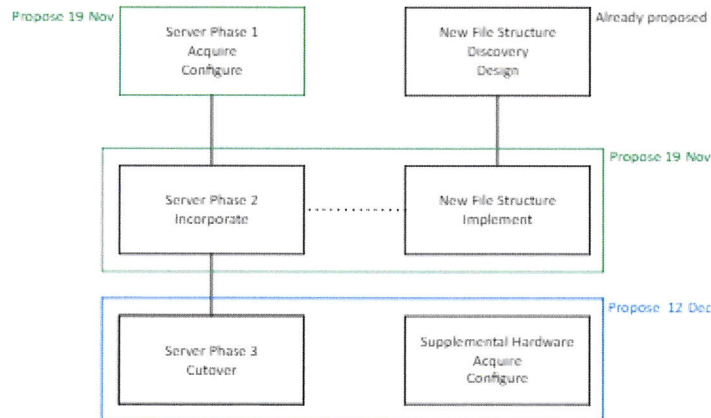 Propose 19 Nov
Server Phase 1
Acquire
Configure
New File Structure
Discovery
Design
Already proposed
Propose 19 Nov
Server Phase 2
Incorporate
New File Structure
Implement
Propose 12 Dec
Server Phase 3
Cutover
Supplemental Hardware
Acquire
Configure